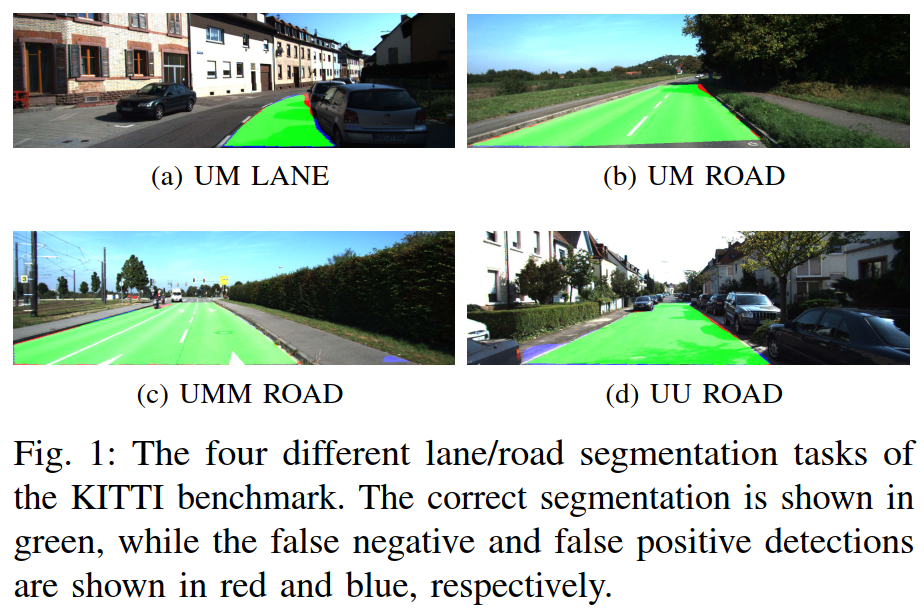 (a) UM LANE
(b) UM ROAD
(c) UMM ROAD
(d) UU ROAD
Fig. 1: The four different lane/road segmentation tasks of
the KITTI benchmark. The correct segmentation is shown in
green, while the false negative and false positive detections
are shown in red and blue, respectively.